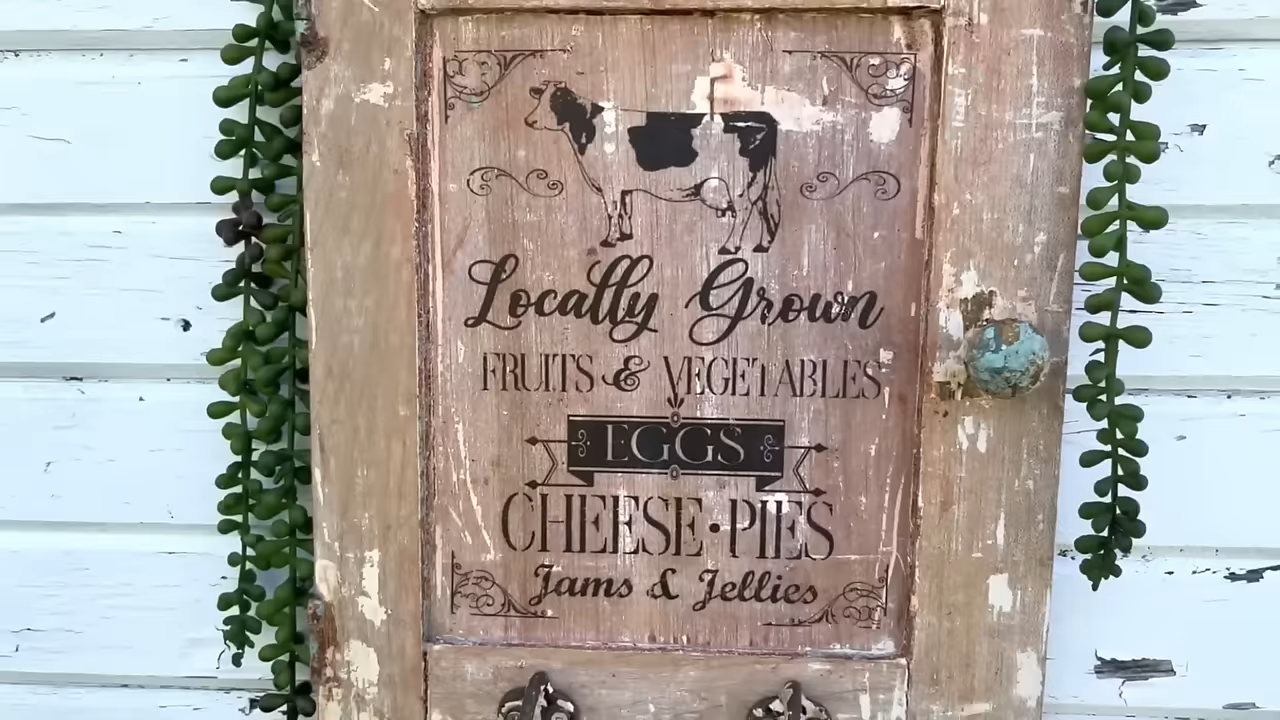 Locally Grown
FRUITS & VEGETABLES
EGGS
CHEESE • PIES
Jams & Jellies